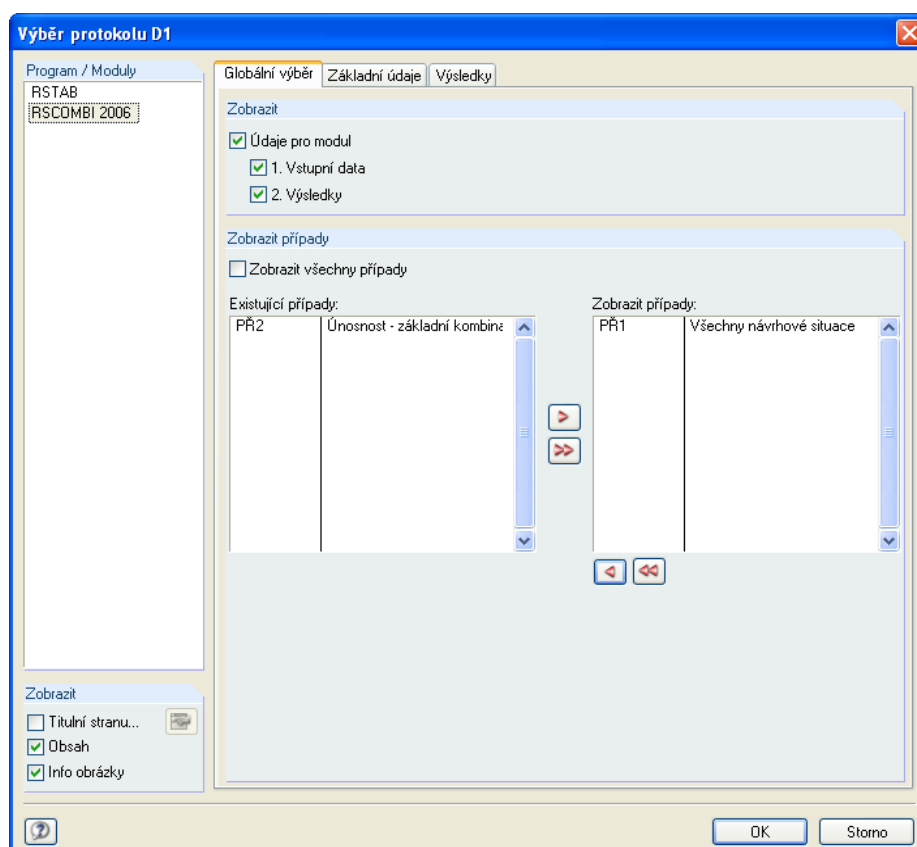 Výběr protokolu D1
Program / Moduly
RSTAB
RSCOMBI 2006
Globální výběr
Základní údaje
Výsledky
Zobrazit
Údaje pro modul
1. Vstupní data
2. Výsledky
Zobrazit případy
Zobrazit všechny případy
Existující případy:
PŘ2 Únosnost - základní kombina
Zobrazit případy:
PŘ1 Všechny návrhové situace
>
>>
<
<<
Zobrazit
Titulní stranu...
Obsah
Info obrázky
OK
Storno